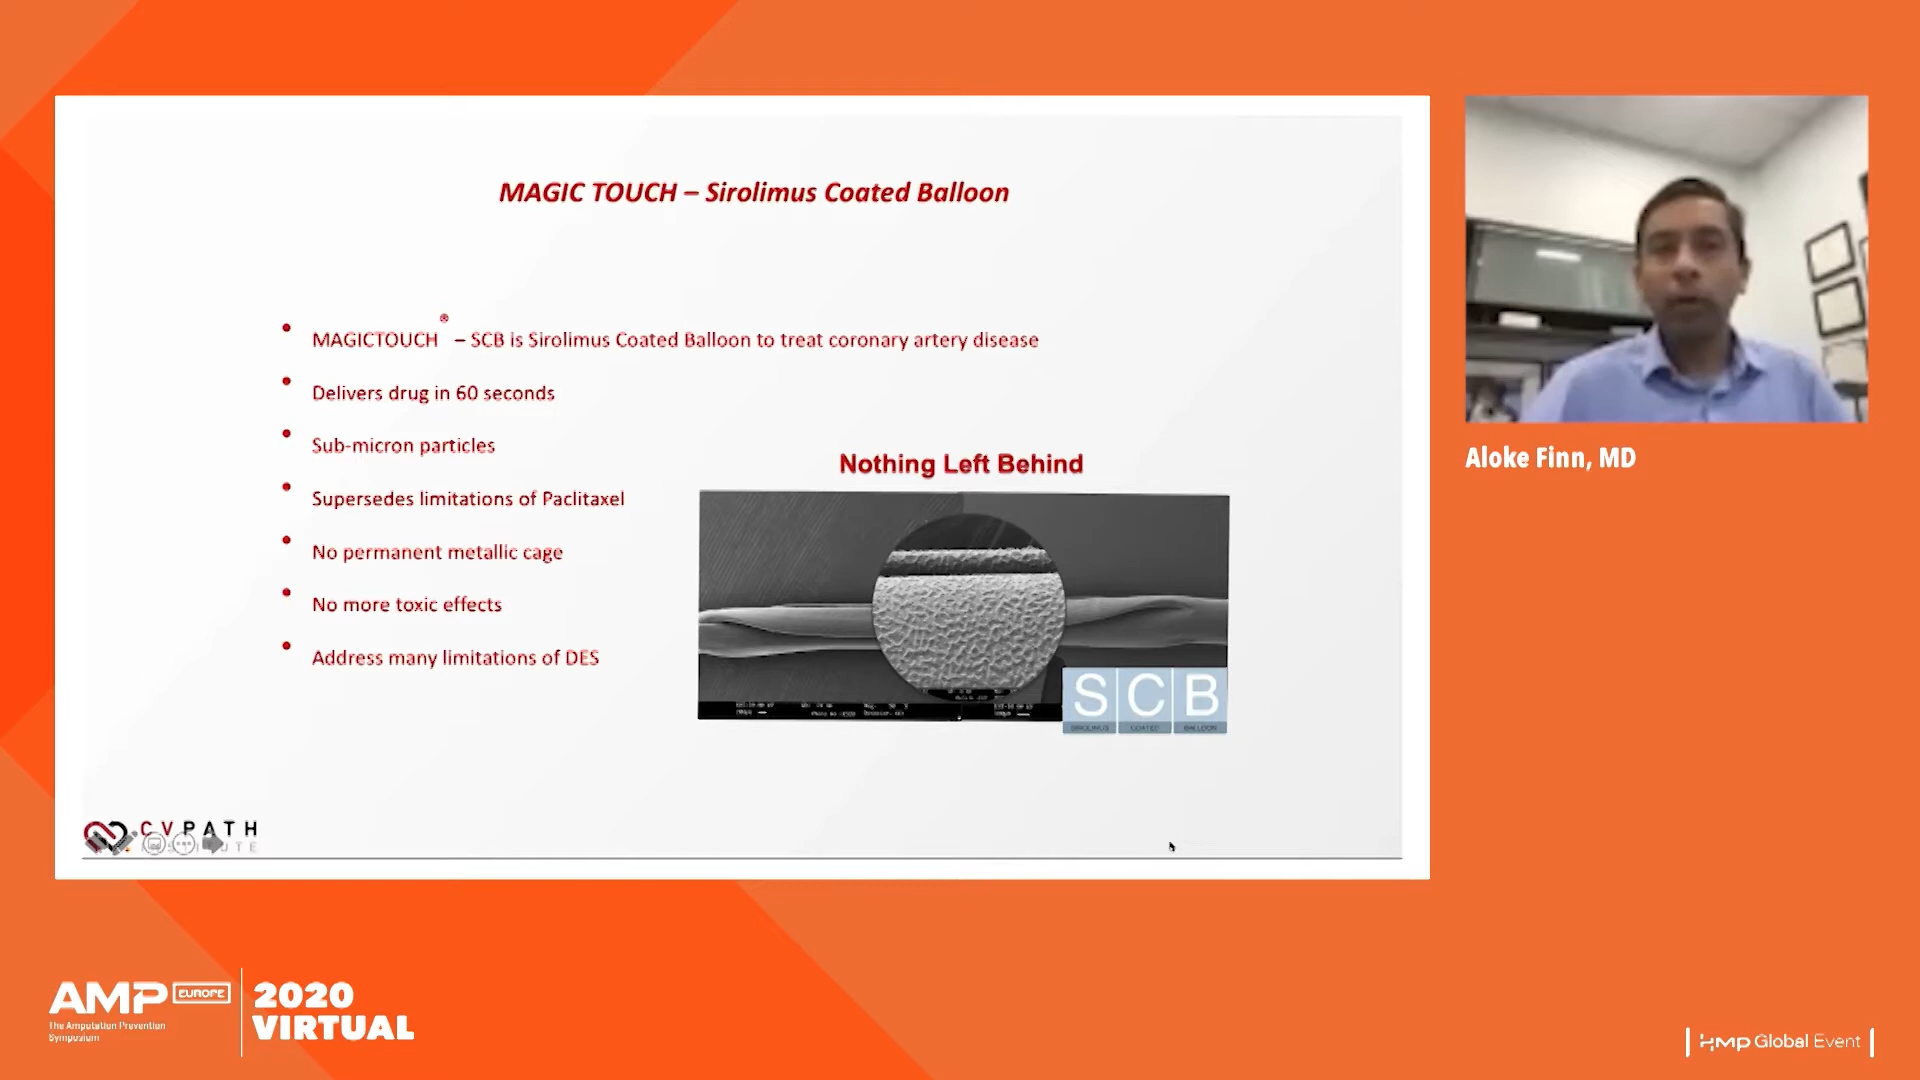 MAGIC TOUCH – Sirolimus Coated Balloon
• MAGICTOUCH® – SCB is Sirolimus Coated Balloon to treat coronary artery disease
• Delivers drug in 60 seconds
• Sub-micron particles
• Supersedes limitations of Paclitaxel
• No permanent metallic cage
• No more toxic effects
• Address many limitations of DES
Nothing Left Behind
SCB
SIROLIMUS COATED BALLOON
CVPATH
Aloke Finn, MD
AMP EUROPE
The Amputation Prevention
Symposium
2020
VIRTUAL
HMP Global Event